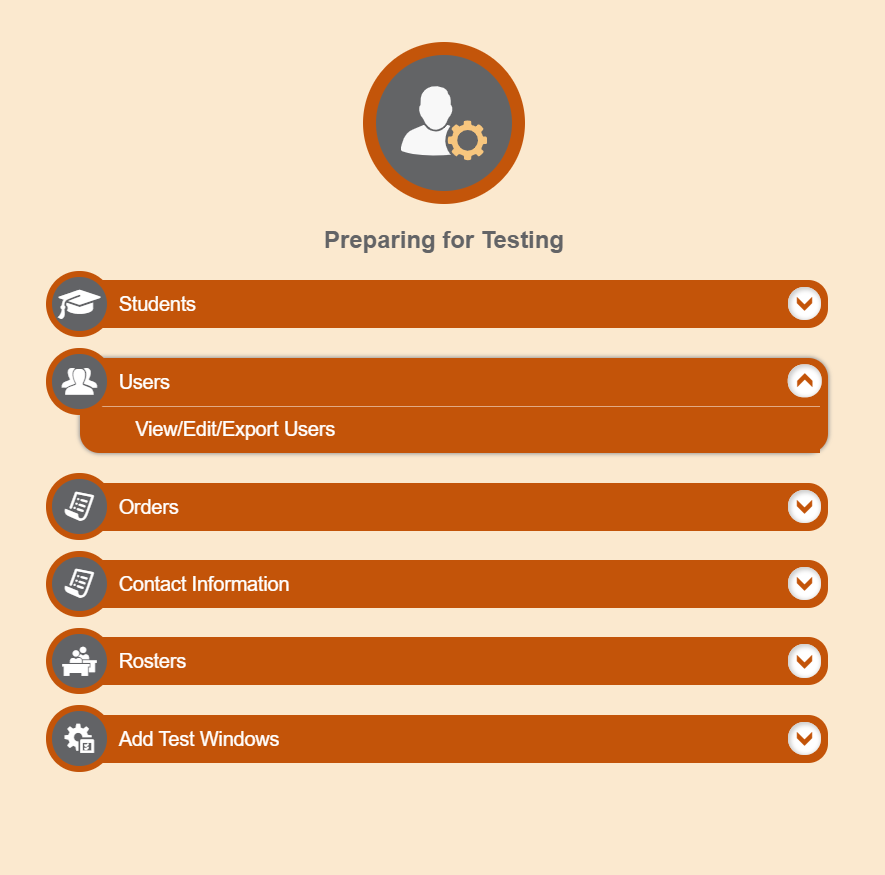 Preparing for Testing
Students
Users
View/Edit/Export Users
Orders
Contact Information
Rosters
Add Test Windows